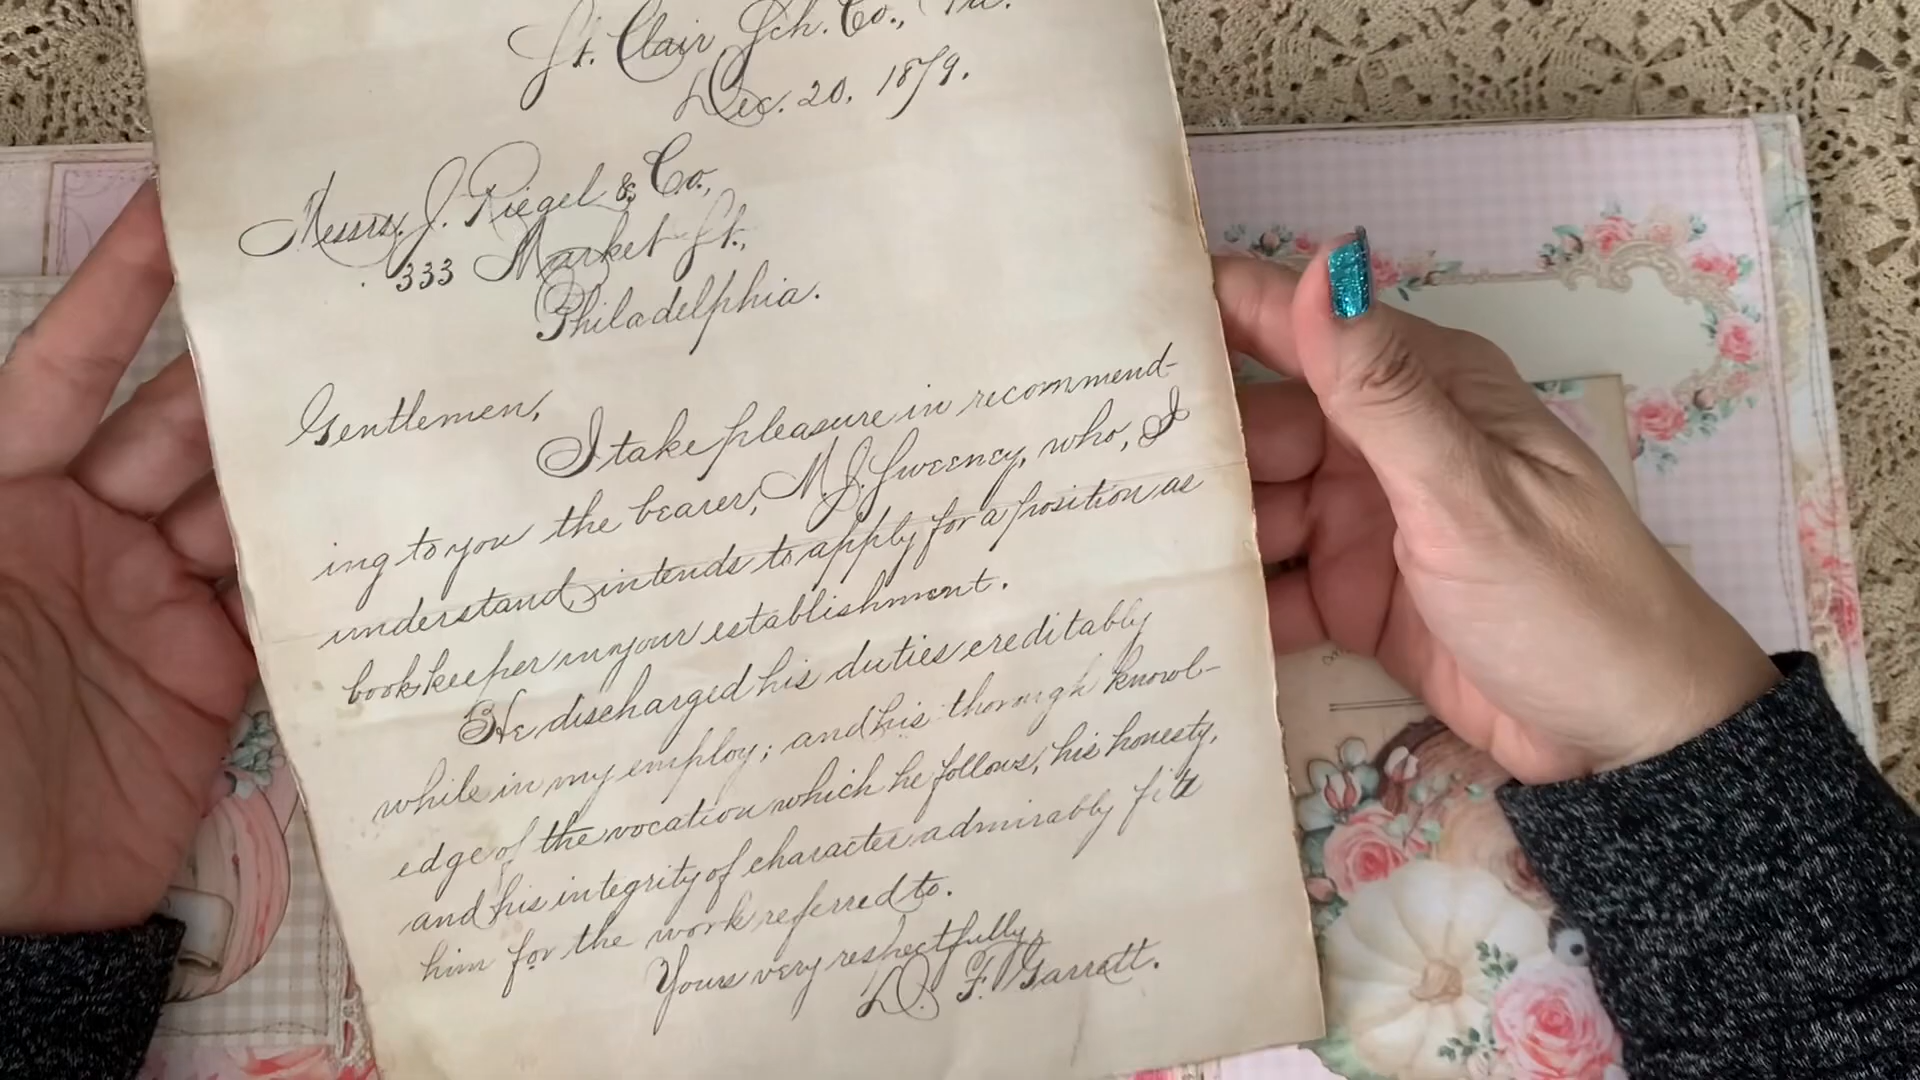 St. Clair Sch. Co., Pa.
Dec. 20, 1879.
Messrs. J. Riegel & Co.,
333 Market St.,
Philadelphia.
Gentlemen,
I take pleasure in recommend-
ing to you the bearer, M. J. Sweeney, who, I
understand, intends to apply for a position as
bookkeeper in your establishment.
He discharged his duties creditably
while in my employ; and his thorough knowl-
edge of the vocation which he follows, his honesty,
and his integrity of character admirably fit
him for the work referred to.
Yours very respectfully,
D. F. Garrett.